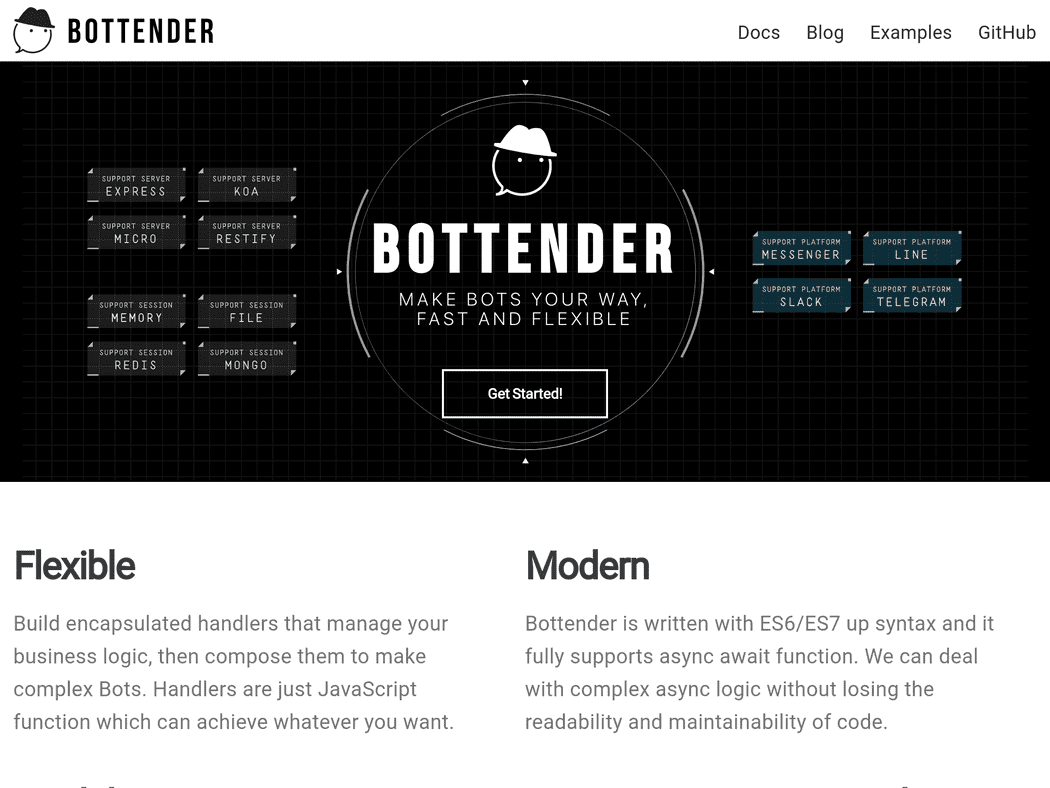 BOTTENDER
Docs Blog Examples GitHub
SUPPORT SERVER
EXPRESS
SUPPORT SERVER
KOA
SUPPORT SERVER
MICRO
SUPPORT SERVER
RESTIFY
SUPPORT SESSION
MEMORY
SUPPORT SESSION
FILE
SUPPORT SESSION
REDIS
SUPPORT SESSION
MONGO
BOTTENDER
MAKE BOTS YOUR WAY,
FAST AND FLEXIBLE
Get Started!
SUPPORT PLATFORM
MESSENGER
SUPPORT PLATFORM
LINE
SUPPORT PLATFORM
SLACK
SUPPORT PLATFORM
TELEGRAM
Flexible
Build encapsulated handlers that manage your
business logic, then compose them to make
complex Bots. Handlers are just JavaScript
function which can achieve whatever you want.
Modern
Bottender is written with ES6/ES7 up syntax and it
fully supports async await function. We can deal
with complex async logic without losing the
readability and maintainability of code.